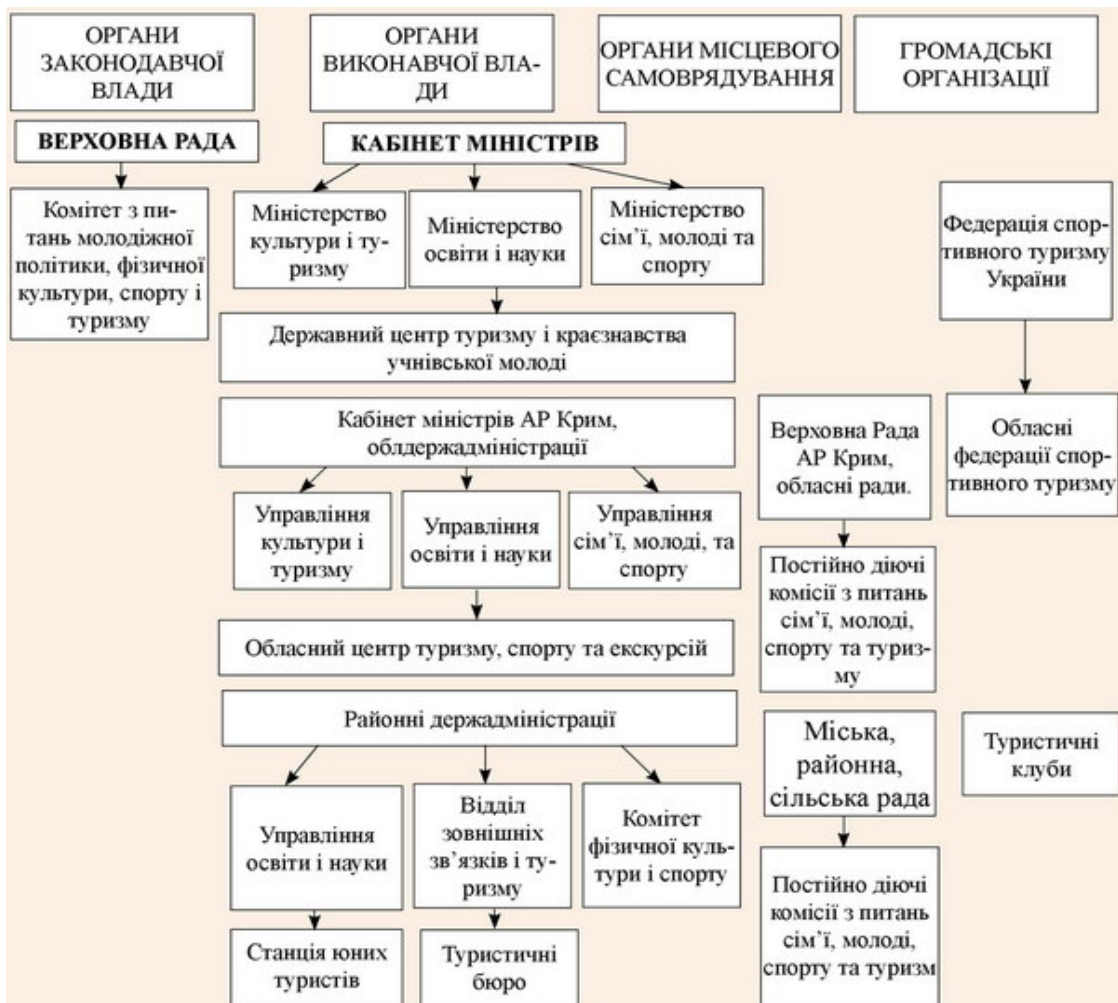 ОРГАНИ
ЗАКОНОДАВЧОЇ
ВЛАДИ
ОРГАНИ
ВИКОНАВЧОЇ ВЛА-
ДИ
ОРГАНИ МІСЦЕВОГО
САМОВРЯДУВАННЯ
ГРОМАДСЬКІ
ОРГАНІЗАЦІЇ
ВЕРХОВНА РАДА
КАБІНЕТ МІНІСТРІВ
Комітет з пи-
тань молодіжної
політики, фізичної
культури, спорту і
туризму
Міністерство
культури і ту-
ризму
Міністерство
освіти і науки
Міністерство
сім’ї, молоді та
спорту
Федерація спор-
тивного туризму
України
Державний центр туризму і краєзнавства
учнівської молоді
Кабінет міністрів АР Крим,
облдержадміністрації
Верховна Рада
АР Крим,
обласні ради.
Обласні
федерації спор-
тивного туризму
Управління
культури і
туризму
Управління
освіти і науки
Управління
сім’ї, молоді, та
спорту
Постійно діючі
комісії з питань
сім’ї, молоді,
спорту та туриз-
му
Обласний центр туризму, спорту та екскурсій
Районні держадміністрації
Міська,
районна,
сільська рада
Туристичні
клуби
Управління
освіти і науки
Відділ
зовнішніх
зв’язків і ту-
ризму
Комітет
фізичної куль-
тури і спорту
Постійно діючі
комісії з питань
сім’ї, молоді,
спорту та туризм
Станція юних
туристів
Туристичні
бюро